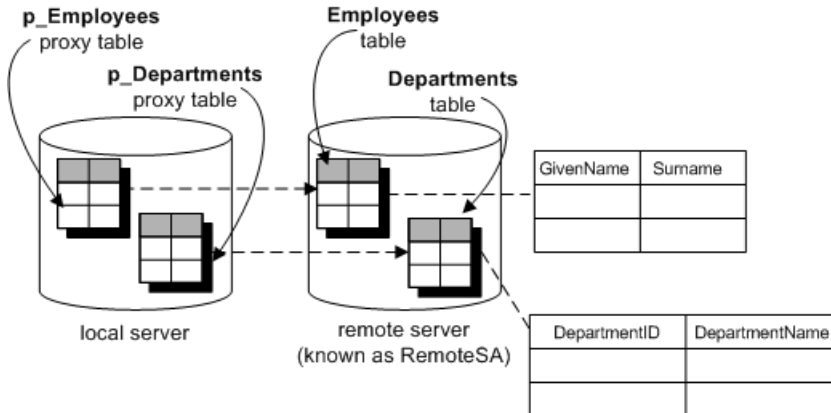 p_Employees
proxy table
p_Departments
proxy table
Employees
table
Departments
table
GivenName
Surname
local server
remote server
(known as RemoteSA)
DepartmentID
DepartmentName